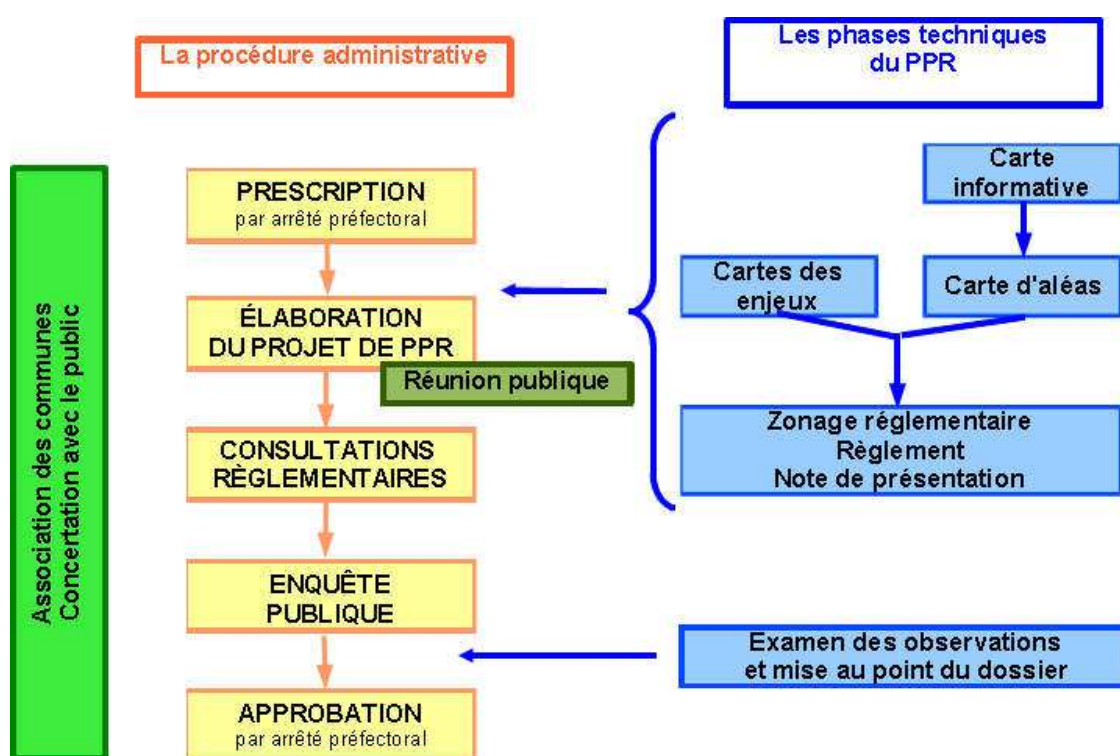 La procédure administrative
Les phases techniques
du PPR
Association des communes
Concertation avec le public
PRESCRIPTION
par arrêté préfectoral
ÉLABORATION
DU PROJET DE PPR
Réunion publique
CONSULTATIONS
RÈGLEMENTAIRES
ENQUÊTE
PUBLIQUE
APPROBATION
par arrêté préfectoral
Carte
informative
Cartes des
enjeux
Carte d'aléas
Zonage réglementaire
Règlement
Note de présentation
Examen des observations
et mise au point du dossier